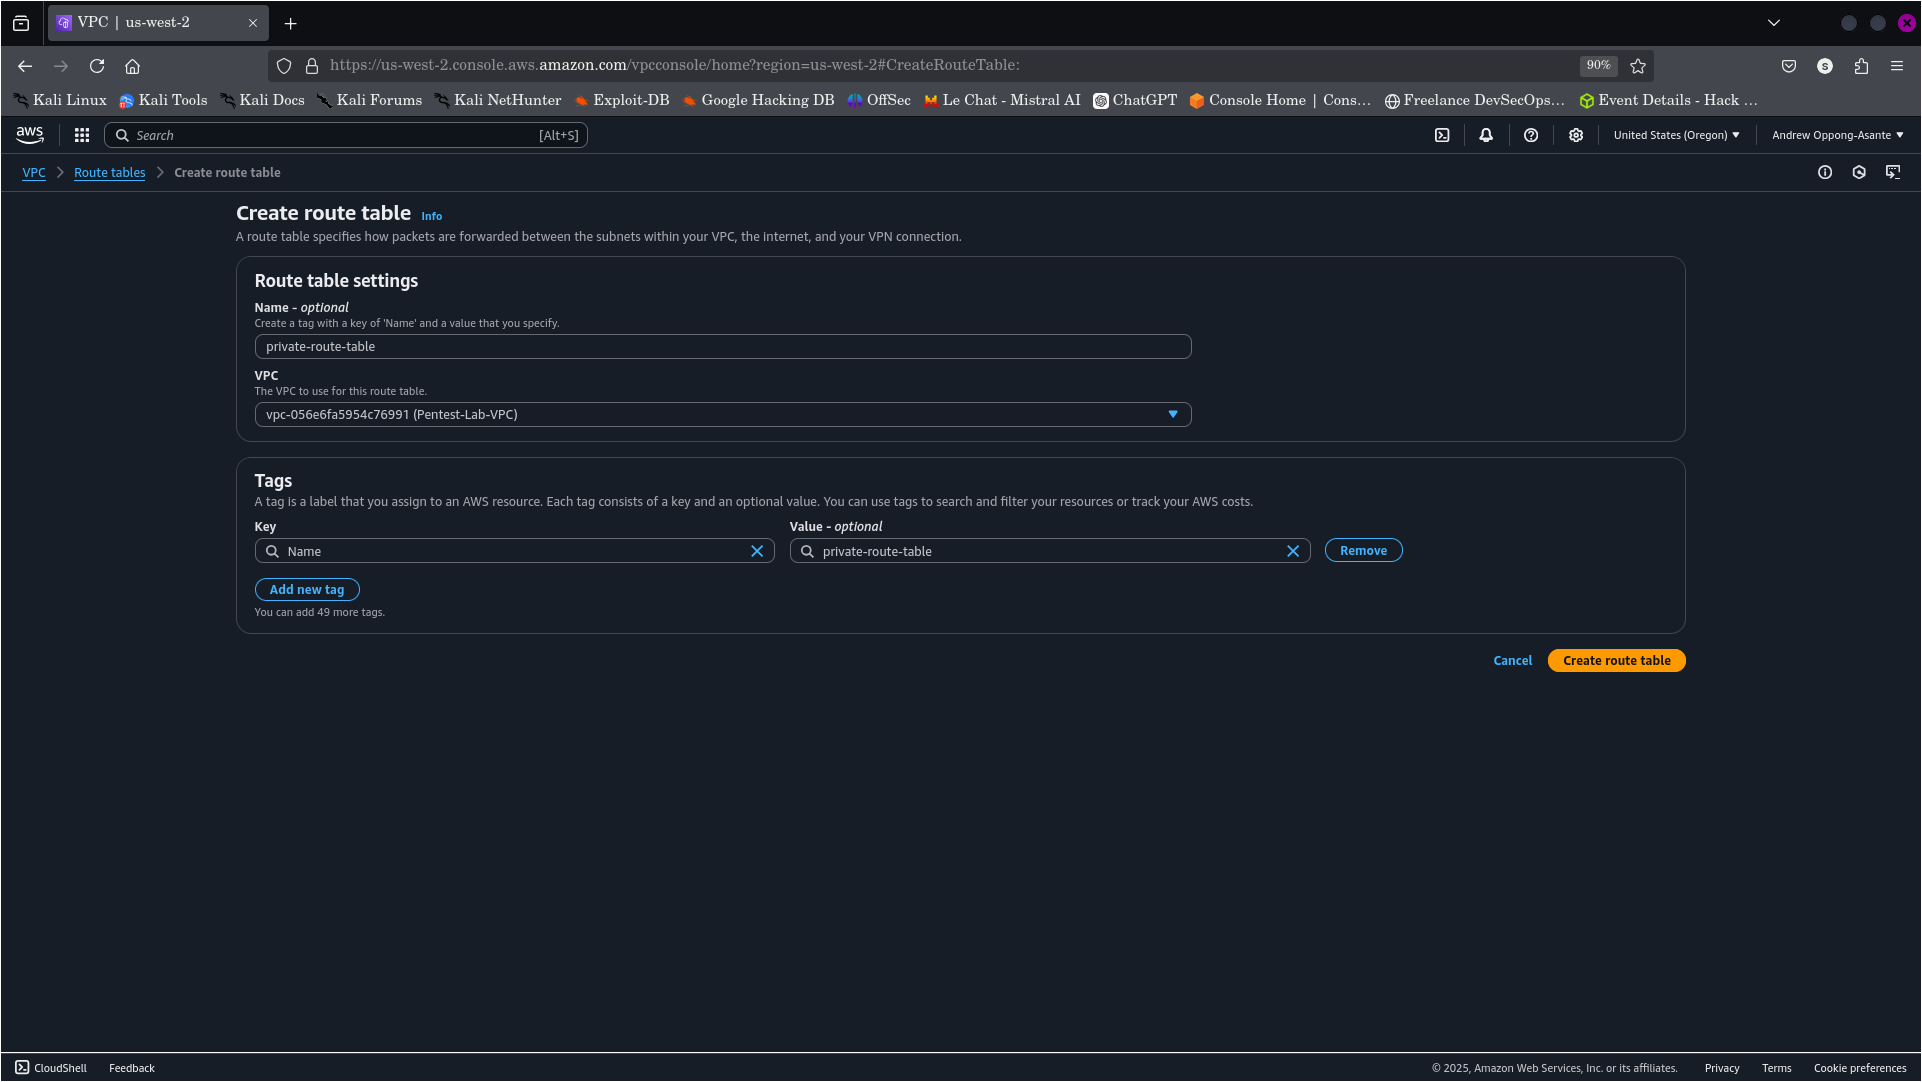 VPC | us-west-2
https://us-west-2.console.aws.amazon.com/vpcconsole/home?region=us-west-2#CreateRouteTable:
90%
S
Kali Linux Kali Tools Kali Docs Kali Forums Kali NetHunter Exploit-DB Google Hacking DB OffSec Le Chat - Mistral AI ChatGPT Console Home | Cons… Freelance DevSecOps… Event Details - Hack …
aws Search [Alt+S] United States (Oregon) Andrew Oppong-Asante
VPC Route tables Create route table
Create route table Info
A route table specifies how packets are forwarded between the subnets within your VPC, the internet, and your VPN connection.
Route table settings
Name - optional
Create a tag with a key of 'Name' and a value that you specify.
private-route-table
VPC
The VPC to use for this route table.
vpc-056e6fa5954c76991 (Pentest-Lab-VPC)
Tags
A tag is a label that you assign to an AWS resource. Each tag consists of a key and an optional value. You can use tags to search and filter your resources or track your AWS costs.
Key Value - optional
Name private-route-table Remove
Add new tag
You can add 49 more tags.
Cancel Create route table
CloudShell Feedback © 2025, Amazon Web Services, Inc. or its affiliates. Privacy Terms Cookie preferences